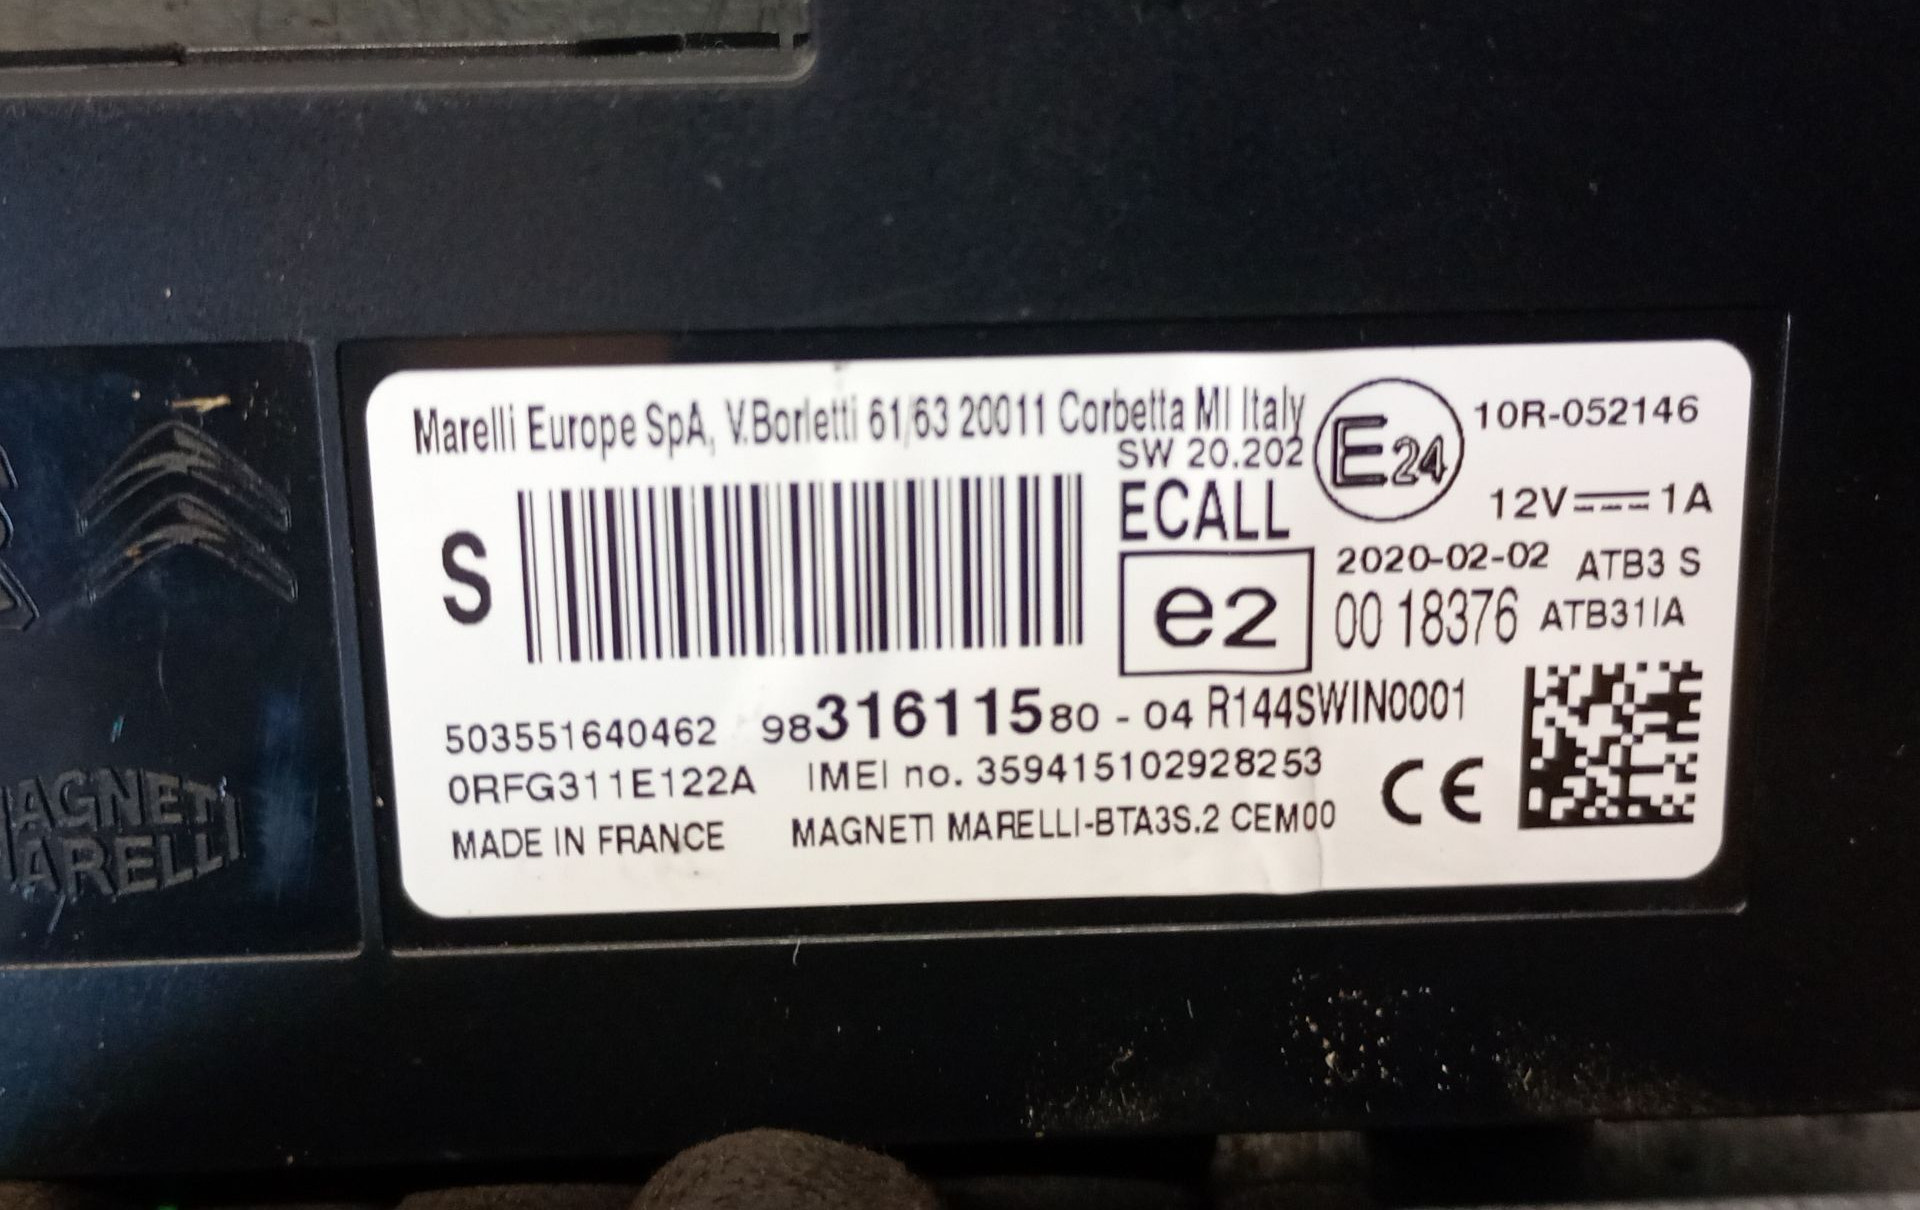 Marelli Europe SpA, V.Borletti 61/63 20011 Corbetta MI Italy
SW 20.202
E24
10R-052146
ECALL
12V 1A
S
e2
2020-02-02 ATB3 S
00 18376 ATB31IA
503551640462 9831611580 - 04 R144SWIN0001
0RFG311E122A IMEI no. 359415102928253
CE
MADE IN FRANCE MAGNETI MARELLI-BTA3S.2 CEM00
MAGNETI
MARELLI